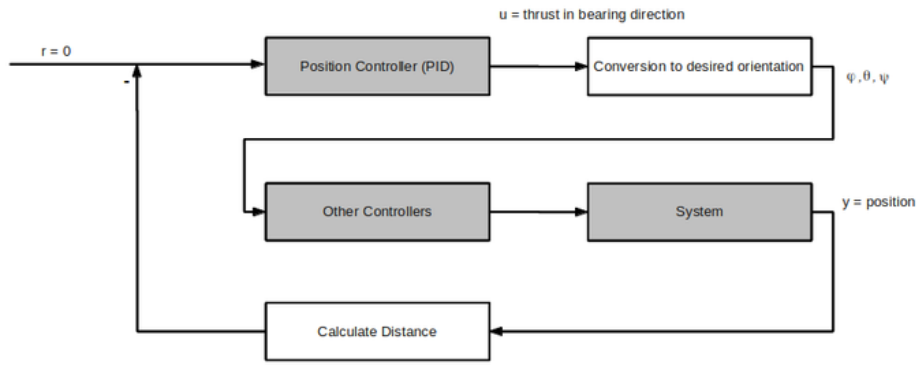 u = thrust in bearing direction
r = 0
Position Controller (PID)
Conversion to desired orientation
φ ,θ , ψ
-
Other Controllers
System
y = position
Calculate Distance